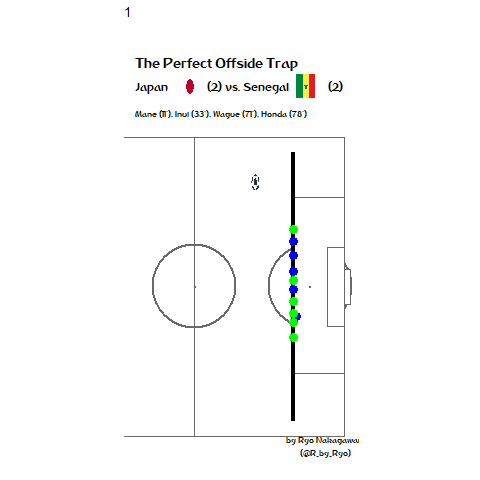 1
The Perfect Offside Trap
Japan (2) vs. Senegal (2)
Mane (11'), Inui (33'), Wague (71'), Honda (78')
by Ryo Nakagawa
(@R_by_Ryo)